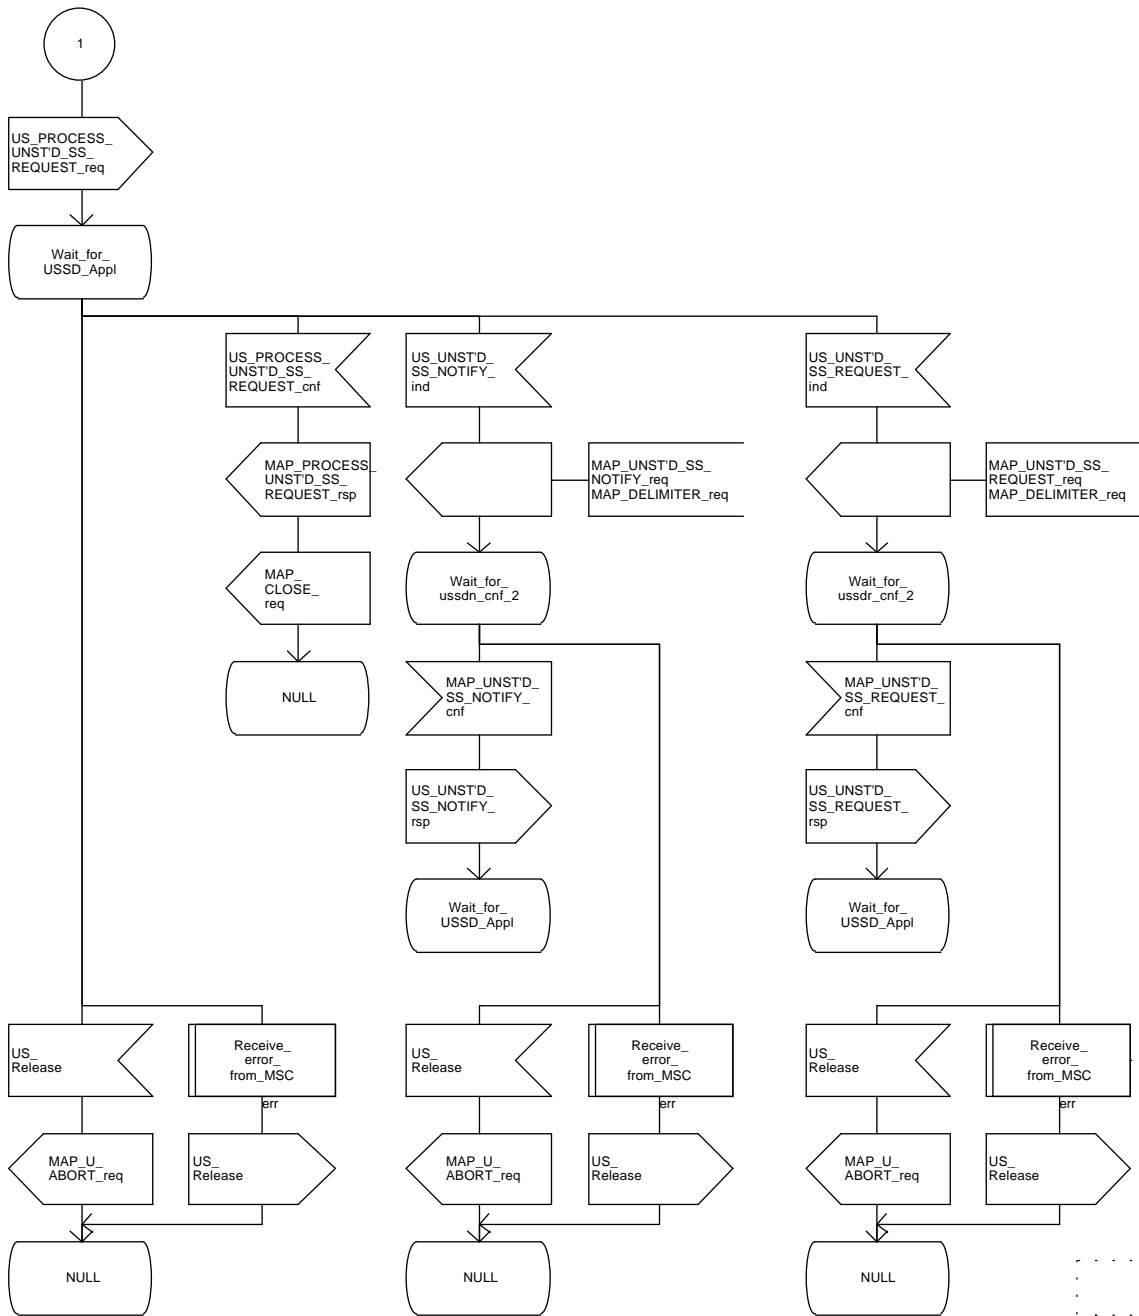 1
US_PROCESS_
UNST'D_SS_
REQUEST_req
Wait_for_
USSD_Appl
US_PROCESS_
UNST'D_SS_
REQUEST_cnf
US_UNST'D_
SS_NOTIFY_
ind
US_UNST'D_
SS_REQUEST_
ind
MAP_PROCESS_
UNST'D_SS_
REQUEST_rsp
MAP_UNST'D_SS_
NOTIFY_req
MAP_DELIMITER_req
MAP_UNST'D_SS_
REQUEST_req
MAP_DELIMITER_req
MAP_
CLOSE_
req
Wait_for_
ussdn_cnf_2
Wait_for_
ussdr_cnf_2
NULL
MAP_UNST'D_
SS_NOTIFY_
cnf
MAP_UNST'D_
SS_REQUEST_
cnf
US_UNST'D_
SS_NOTIFY_
rsp
US_UNST'D_
SS_REQUEST_
rsp
Wait_for_
USSD_Appl
Wait_for_
USSD_Appl
US_
Release
Receive_
error_
from_MSC
err
US_
Release
Receive_
error_
from_MSC
err
US_
Release
Receive_
error_
from_MSC
err
MAP_U_
ABORT_req
US_
Release
MAP_U_
ABORT_req
US_
Release
MAP_U_
ABORT_req
US_
Release
NULL
NULL
NULL